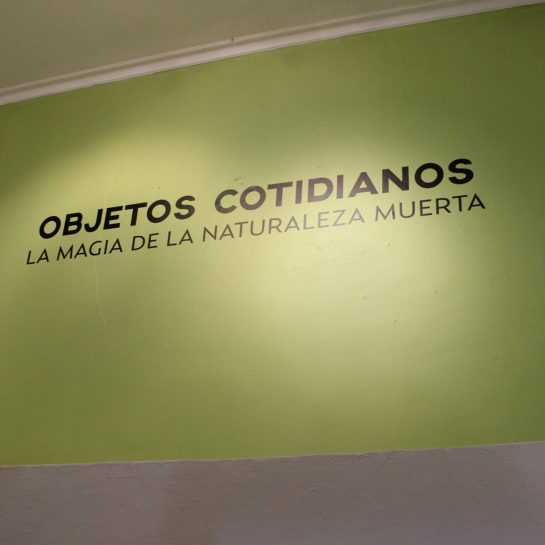 OBJETOS COTIDIANOS
LA MAGIA DE LA NATURALEZA MUERTA